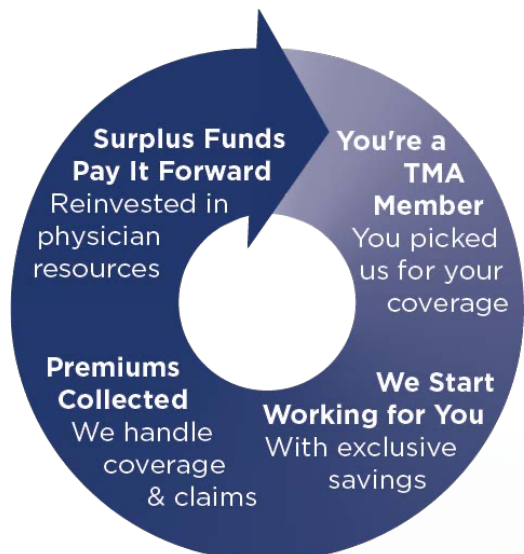 Surplus Funds
Pay It Forward
Reinvested in
physician
resources
You're a
TMA
Member
You picked
us for your
coverage
We Start
Working for You
With exclusive
savings
Premiums
Collected
We handle
coverage
& claims